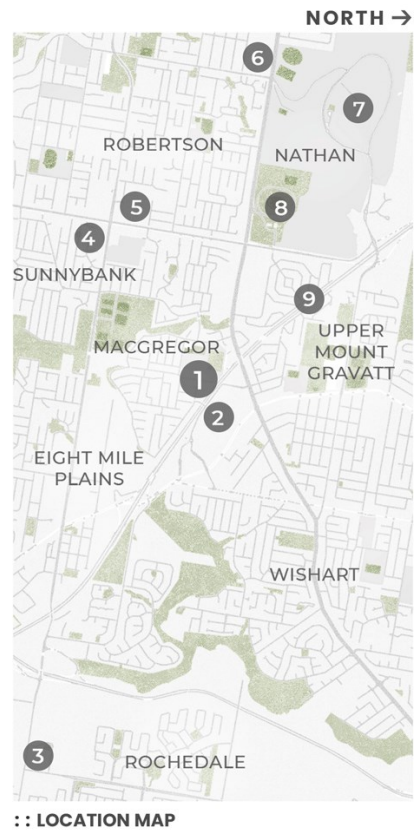 NORTH →
6
7
ROBERTSON
NATHAN
5
8
4
SUNNYBANK
9
UPPER
MOUNT
GRAVATT
MACGREGOR
1
2
EIGHT MILE
PLAINS
WISHART
3
ROCHEDALE
: : LOCATION MAP